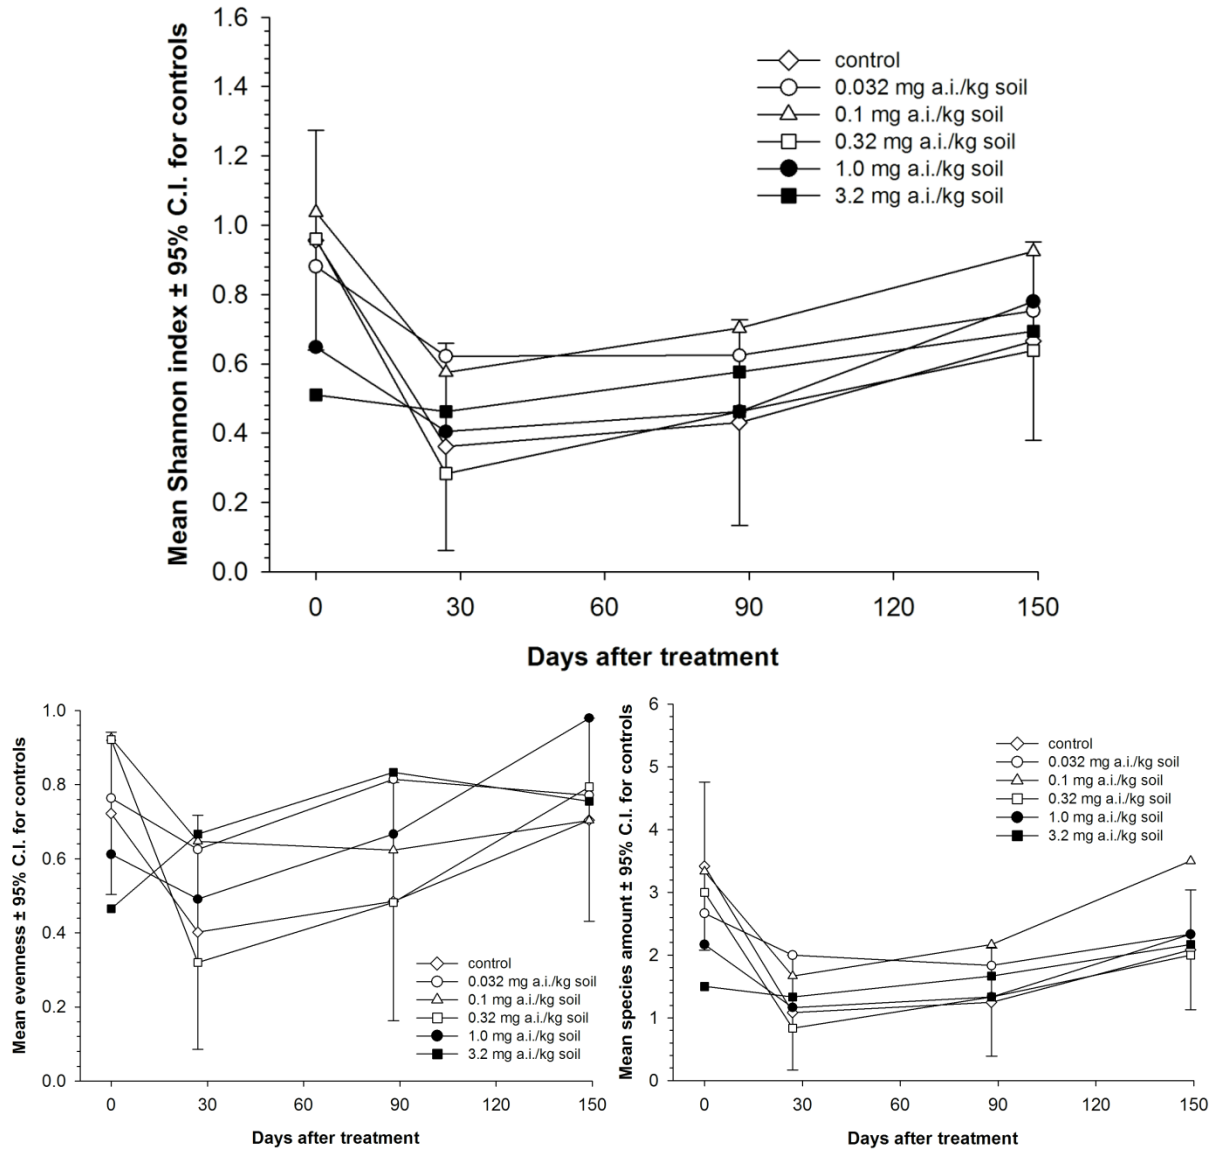 Mean Shannon index ± 95% C.I. for controls
1.6
1.4
1.2
1.0
0.8
0.6
0.4
0.2
0.0
control
0.032 mg a.i./kg soil
0.1 mg a.i./kg soil
0.32 mg a.i./kg soil
1.0 mg a.i./kg soil
3.2 mg a.i./kg soil
0 30 60 90 120 150
Days after treatment
Mean evenness ± 95% C.I. for controls
1.0
0.8
0.6
0.4
0.2
0.0
control
0.032 mg a.i./kg soil
0.1 mg a.i./kg soil
0.32 mg a.i./kg soil
1.0 mg a.i./kg soil
3.2 mg a.i./kg soil
0 30 60 90 120 150
Days after treatment
Mean species amount ± 95% C.I. for controls
6
5
4
3
2
1
0
control
0.032 mg a.i./kg soil
0.1 mg a.i./kg soil
0.32 mg a.i./kg soil
1.0 mg a.i./kg soil
3.2 mg a.i./kg soil
0 30 60 90 120 150
Days after treatment